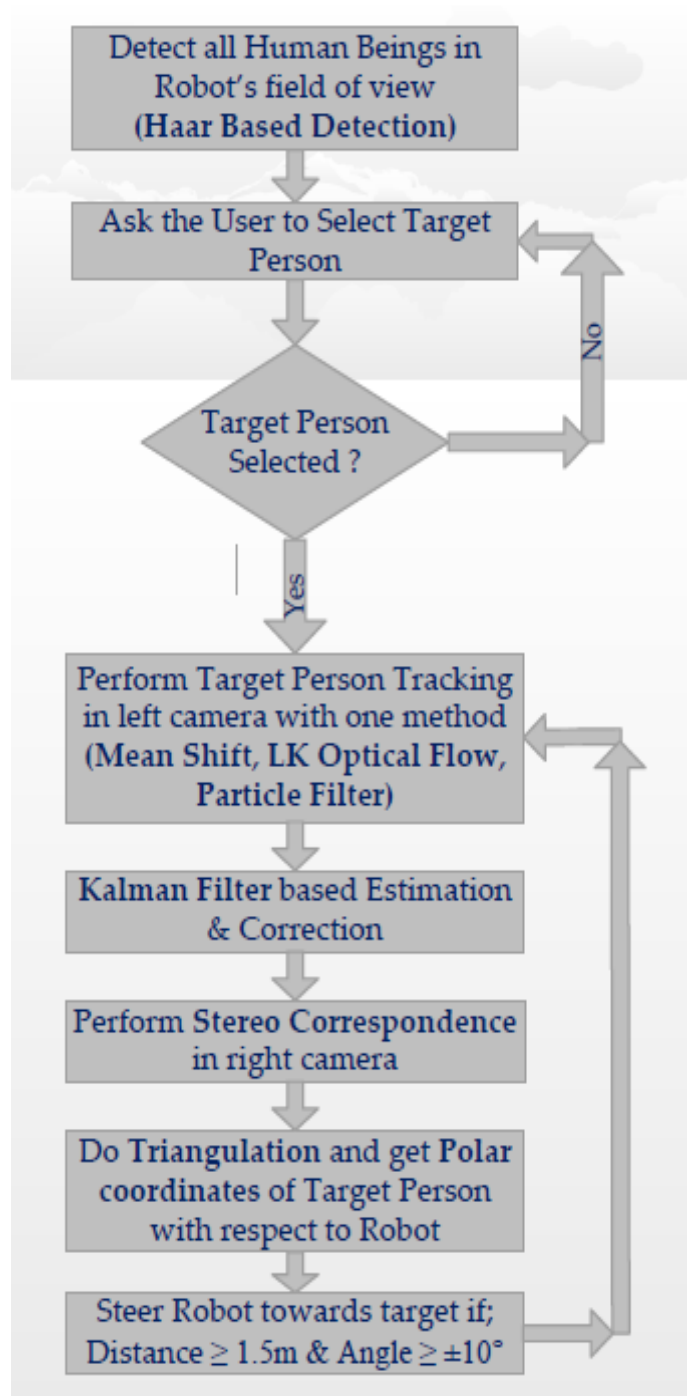 Detect all Human Beings in
Robot's field of view
(Haar Based Detection)
Ask the User to Select Target
Person
No
Target Person
Selected ?
Yes
Perform Target Person Tracking
in left camera with one method
(Mean Shift, LK Optical Flow,
Particle Filter)
Kalman Filter based Estimation
& Correction
Perform Stereo Correspondence
in right camera
Do Triangulation and get Polar
coordinates of Target Person
with respect to Robot
Steer Robot towards target if;
Distance ≥ 1.5m & Angle ≥ ±10°